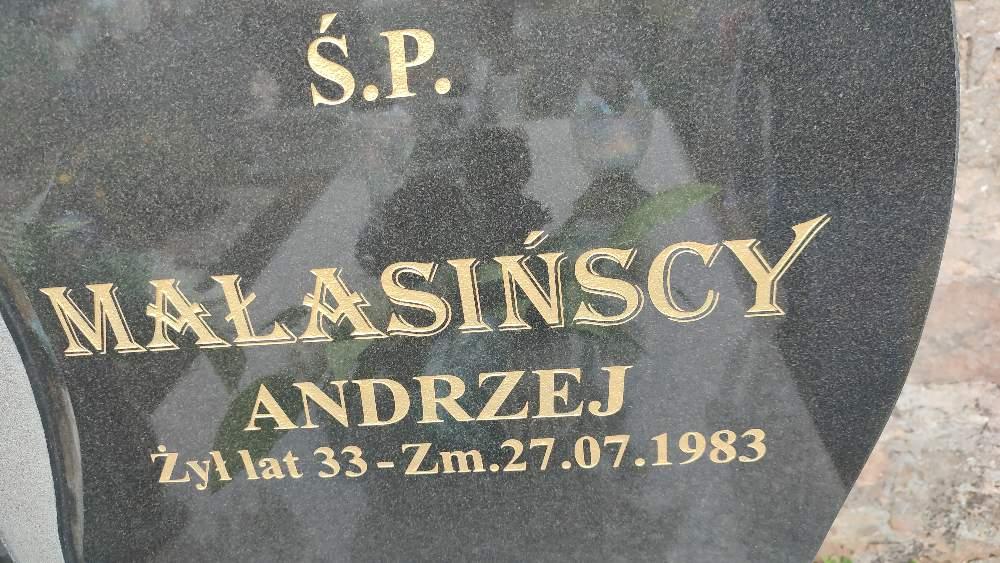 Ś.P.
MAŁASIŃSCY
ANDRZEJ
Żył lat 33 - Zm.27.07.1983